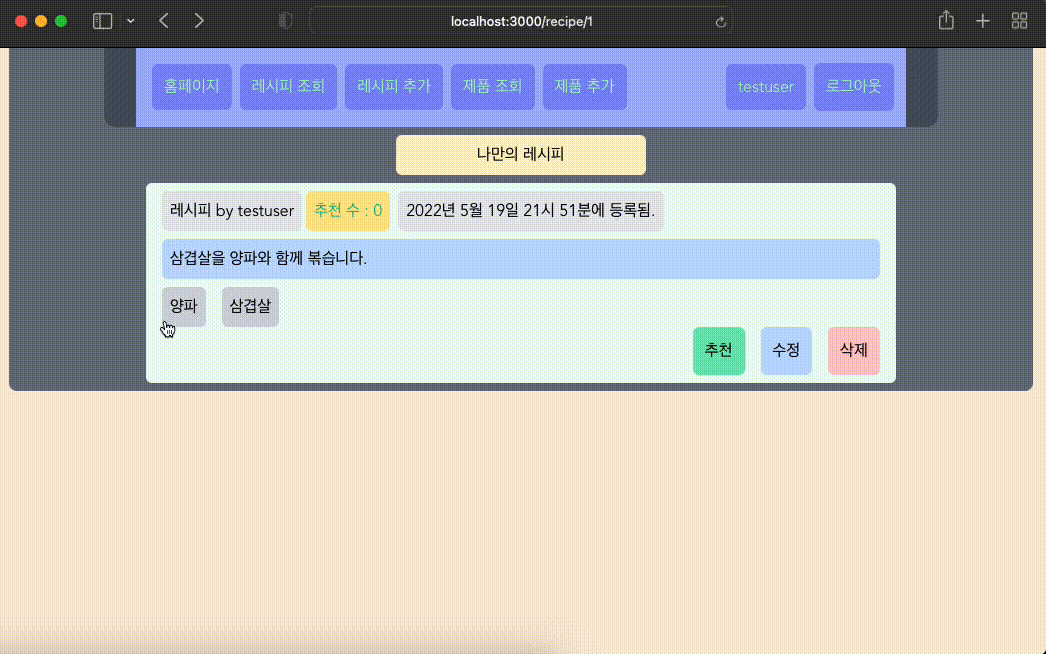 localhost:3000/recipe/1
홈페이지 레시피 조회 레시피 추가 제품 조회 제품 추가 testuser 로그아웃
나만의 레시피
레시피 by testuser 추천 수 : 0 2022년 5월 19일 21시 51분에 등록됨.
삼겹살을 양파와 함께 볶습니다.
양파 삼겹살
추천 수정 삭제